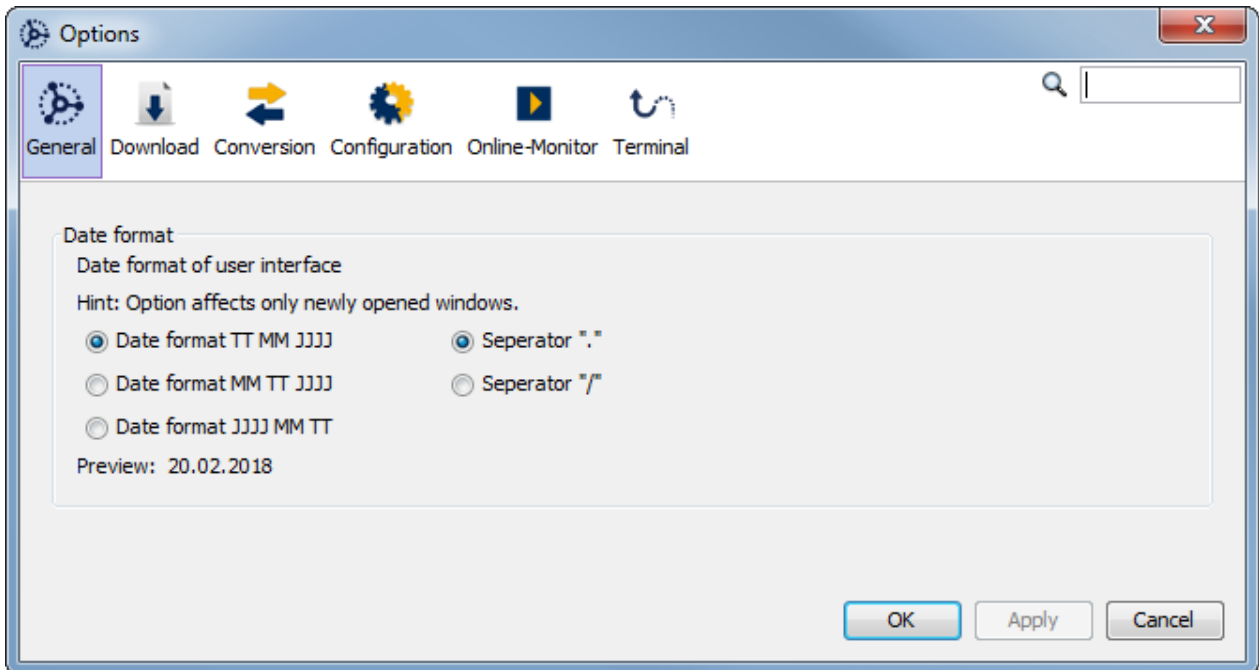 Options
General Download Conversion Configuration Online-Monitor Terminal
Date format
Date format of user interface
Hint: Option affects only newly opened windows.
Date format TT MM JJJJ Seperator "."
Date format MM TT JJJJ Seperator "/"
Date format JJJJ MM TT
Preview: 20.02.2018
OK Apply Cancel